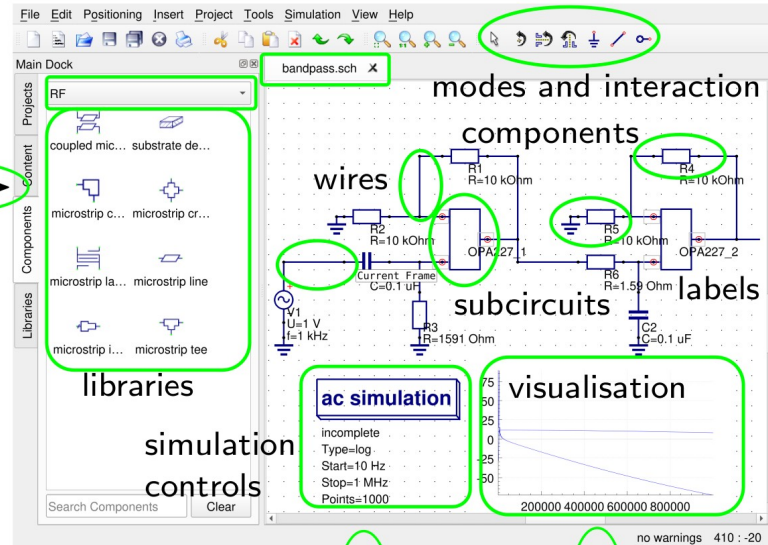 File Edit Positioning Insert Project Tools Simulation View Help
Main Dock
bandpass.sch
Projects
Content
Components
Libraries
RF
coupled mic... substrate de...
microstrip c... microstrip cr...
microstrip la... microstrip line
microstrip i... microstrip tee
libraries
Search Components Clear
modes and interaction
components
wires
R1
R=10 kOhm
R4
R=10 kOhm
R2
R=10 kOhm
OPA227_1
R5
R=10 kOhm
OPA227_2
Current Frame
C=0.1 uF
R6
R=1.59 Ohm
labels
subcircuits
V1
U=1 V
f=1 kHz
R3
R=1591 Ohm
C2
C=0.1 uF
ac simulation
incomplete
Type=log
Start=10 Hz
Stop=1 MHz
Points=1000
simulation
controls
visualisation
75
50
25
0
-25
-50
200000 400000 600000 800000
no warnings 410 : -20